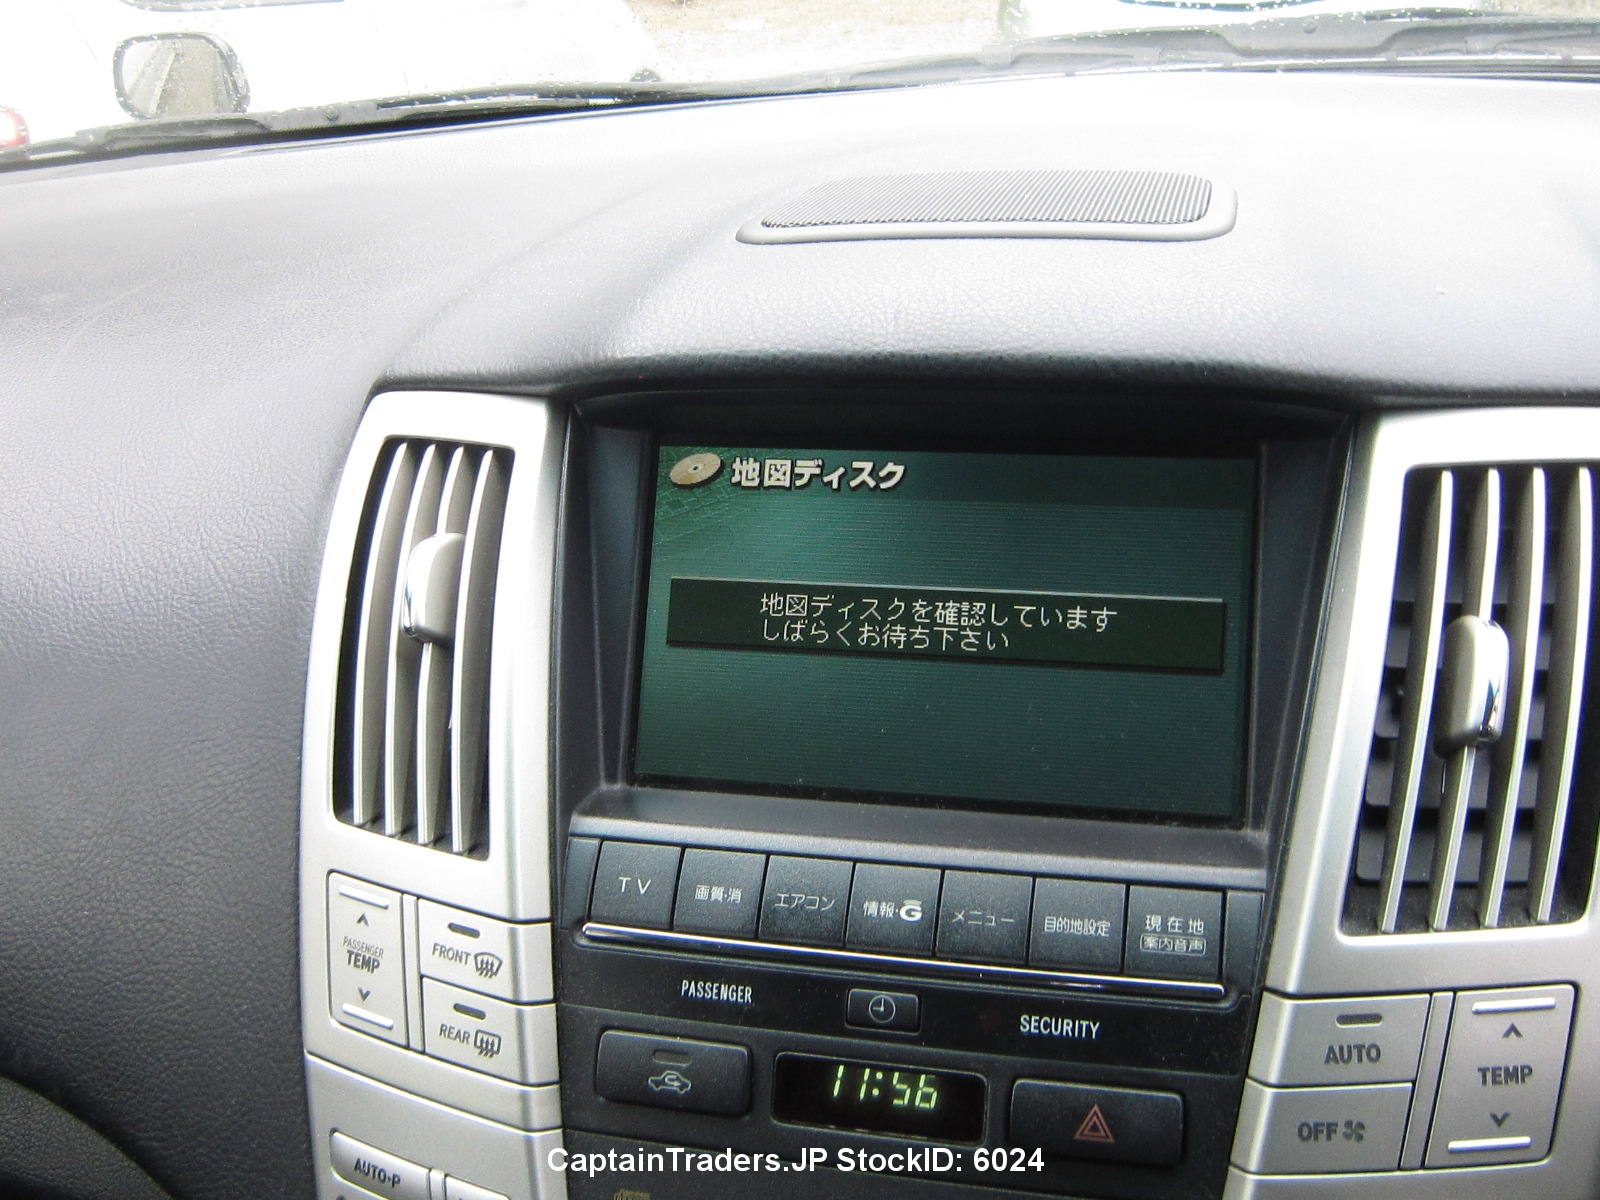 地図ディスク
地図ディスクを確認しています
しばらくお待ち下さい
TV
画質・消
エアコン
情報・G
メニュー
目的地設定
現在地
案内音声
PASSENGER
TEMP
FRONT
REAR
PASSENGER
SECURITY
11:56
AUTO
OFF
TEMP
AUTO-P
CaptainTraders.JP StockID: 6024